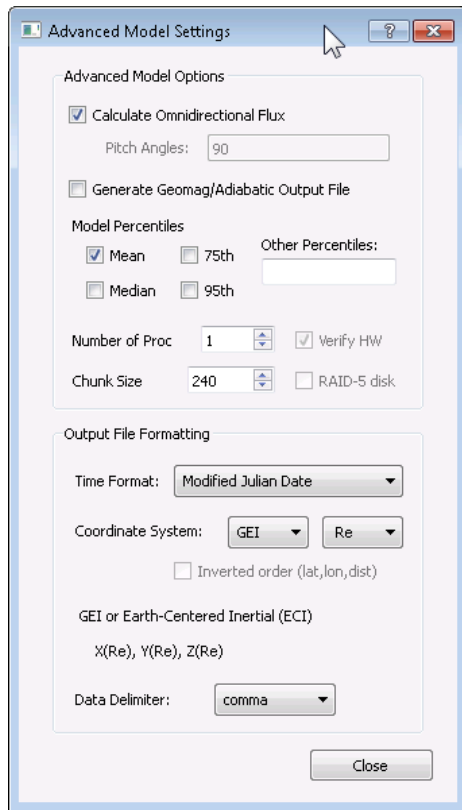 Advanced Model Settings
Advanced Model Options
Calculate Omnidirectional Flux
Pitch Angles: 90
Generate Geomag/Adiabatic Output File
Model Percentiles
Other Percentiles:
Mean 75th
Median 95th
Number of Proc 1 Verify HW
Chunk Size 240 RAID-5 disk
Output File Formatting
Time Format: Modified Julian Date
Coordinate System: GEI Re
Inverted order (lat,lon,dist)
GEI or Earth-Centered Inertial (ECI)
X(Re), Y(Re), Z(Re)
Data Delimiter: comma
Close